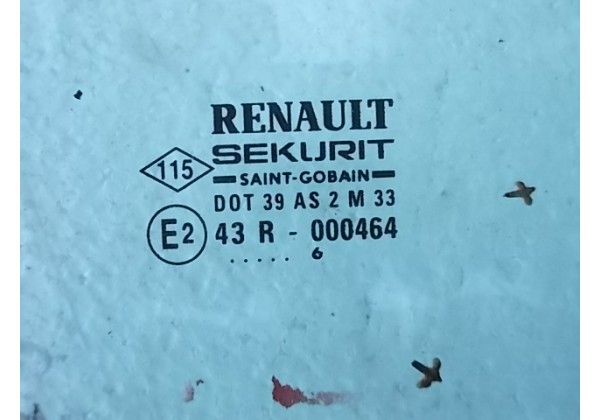 RENAULT
SEKURIT
SAINT-GOBAIN
115
DOT 39 AS 2 M 33
E2 43 R - 000464
..... 6